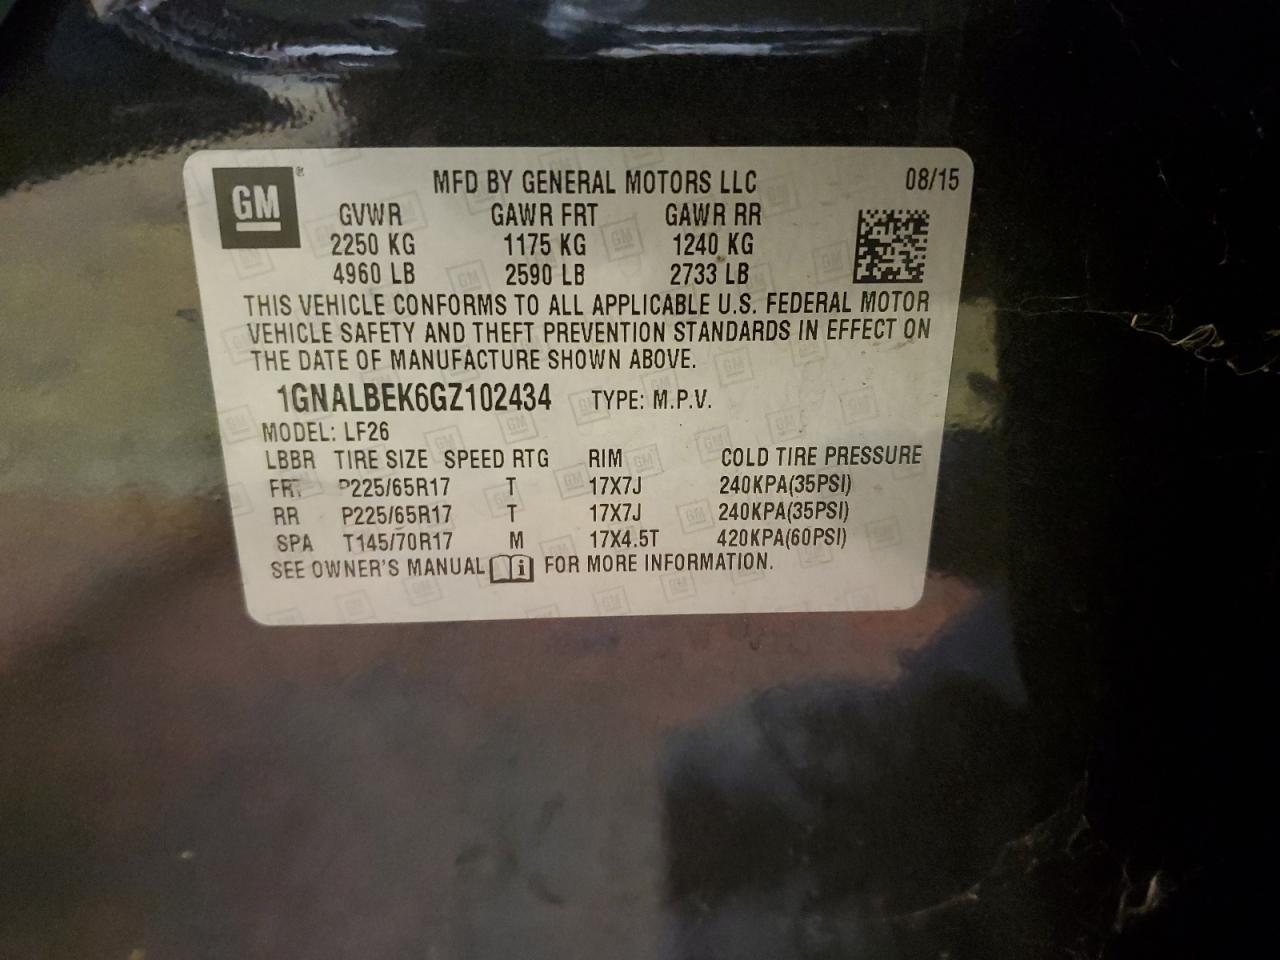 GM®
MFD BY GENERAL MOTORS LLC 08/15
GVWR GAWR FRT GAWR RR
2250 KG 1175 KG 1240 KG
4960 LB 2590 LB 2733 LB
THIS VEHICLE CONFORMS TO ALL APPLICABLE U.S. FEDERAL MOTOR
VEHICLE SAFETY AND THEFT PREVENTION STANDARDS IN EFFECT ON
THE DATE OF MANUFACTURE SHOWN ABOVE.
1GNALBEK6GZ102434 TYPE: M.P.V.
MODEL: LF26
LBBR TIRE SIZE SPEED RTG RIM COLD TIRE PRESSURE
FRT P225/65R17 T 17X7J 240KPA(35PSI)
RR P225/65R17 T 17X7J 240KPA(35PSI)
SPA T145/70R17 M 17X4.5T 420KPA(60PSI)
SEE OWNER'S MANUAL i FOR MORE INFORMATION.